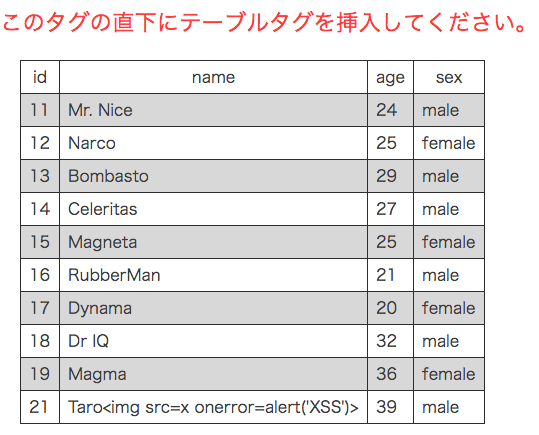 このタグの直下にテーブルタグを挿入してください。
id name age sex
11 Mr. Nice 24 male
12 Narco 25 female
13 Bombasto 29 male
14 Celeritas 27 male
15 Magneta 25 female
16 RubberMan 21 male
17 Dynama 20 female
18 Dr IQ 32 male
19 Magma 36 female
21 Taro<img src=x onerror=alert('XSS')> 39 male